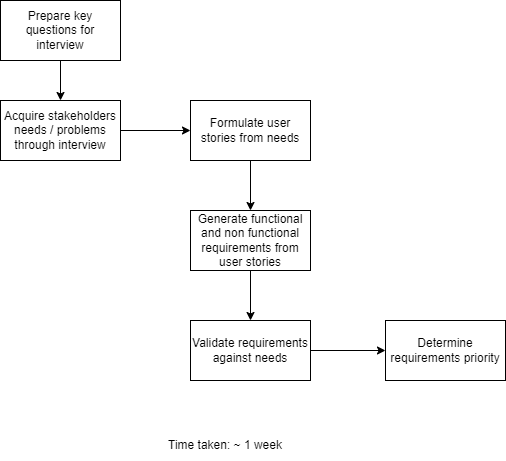 Prepare key
questions for
interview
Acquire stakeholders
needs / problems
through interview
Formulate user
stories from needs
Generate functional
and non functional
requirements from
user stories
Validate requirements
against needs
Determine
requirements priority
Time taken: ~ 1 week